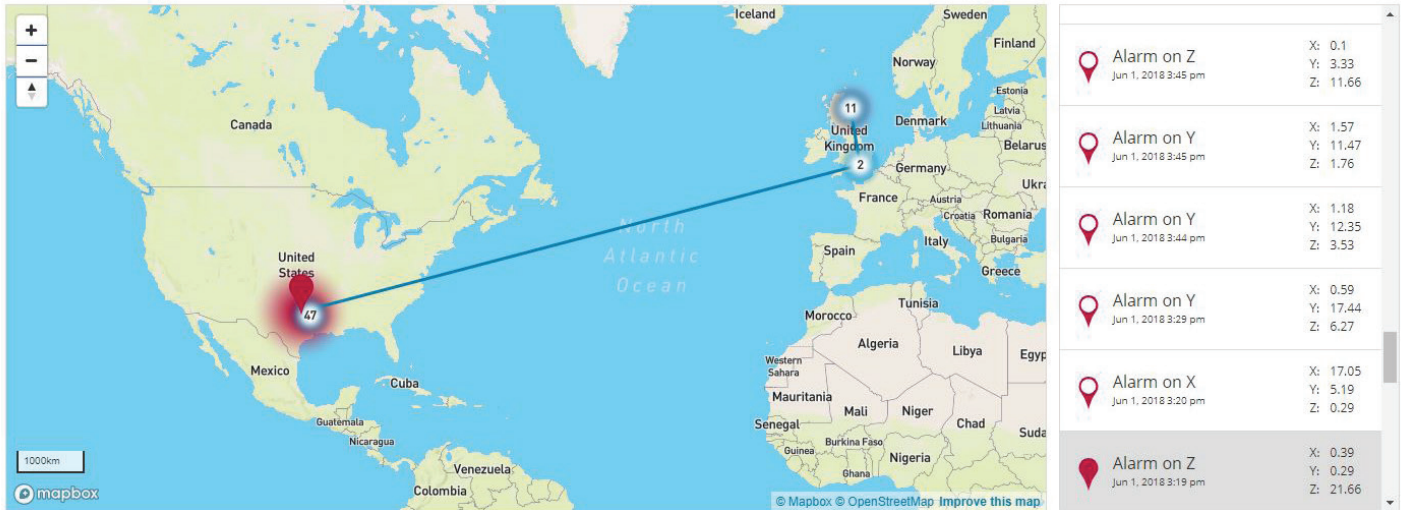 Iceland
Sweden
Finland
Norway
Estonia
Latvia
Lithuania
Denmark
Belarus
Canada
11
United
Kingdom
2
Germany
Ukra
France
Austria
Croatia
Romania
Italy
Bulgaria
Spain
Greece
North
Atlantic
Ocean
United
States
47
Tunisia
Morocco
Algeria
Libya
Egyp
Western
Sahara
Mexico
Cuba
Mauritania
Mali
Niger
Chad
Suda
Senegal
Guatemala
Nicaragua
Burkina Faso
Guinea
Nigeria
Ghana
Venezuela
Colombia
+
−
1000km
mapbox
© Mapbox © OpenStreetMap Improve this map
Alarm on Z
Jun 1, 2018 3:45 pm
X: 0.1
Y: 3.33
Z: 11.66
Alarm on Y
Jun 1, 2018 3:45 pm
X: 1.57
Y: 11.47
Z: 1.76
Alarm on Y
Jun 1, 2018 3:44 pm
X: 1.18
Y: 12.35
Z: 3.53
Alarm on Y
Jun 1, 2018 3:29 pm
X: 0.59
Y: 17.44
Z: 6.27
Alarm on X
Jun 1, 2018 3:20 pm
X: 17.05
Y: 5.19
Z: 0.29
Alarm on Z
Jun 1, 2018 3:19 pm
X: 0.39
Y: 0.29
Z: 21.66